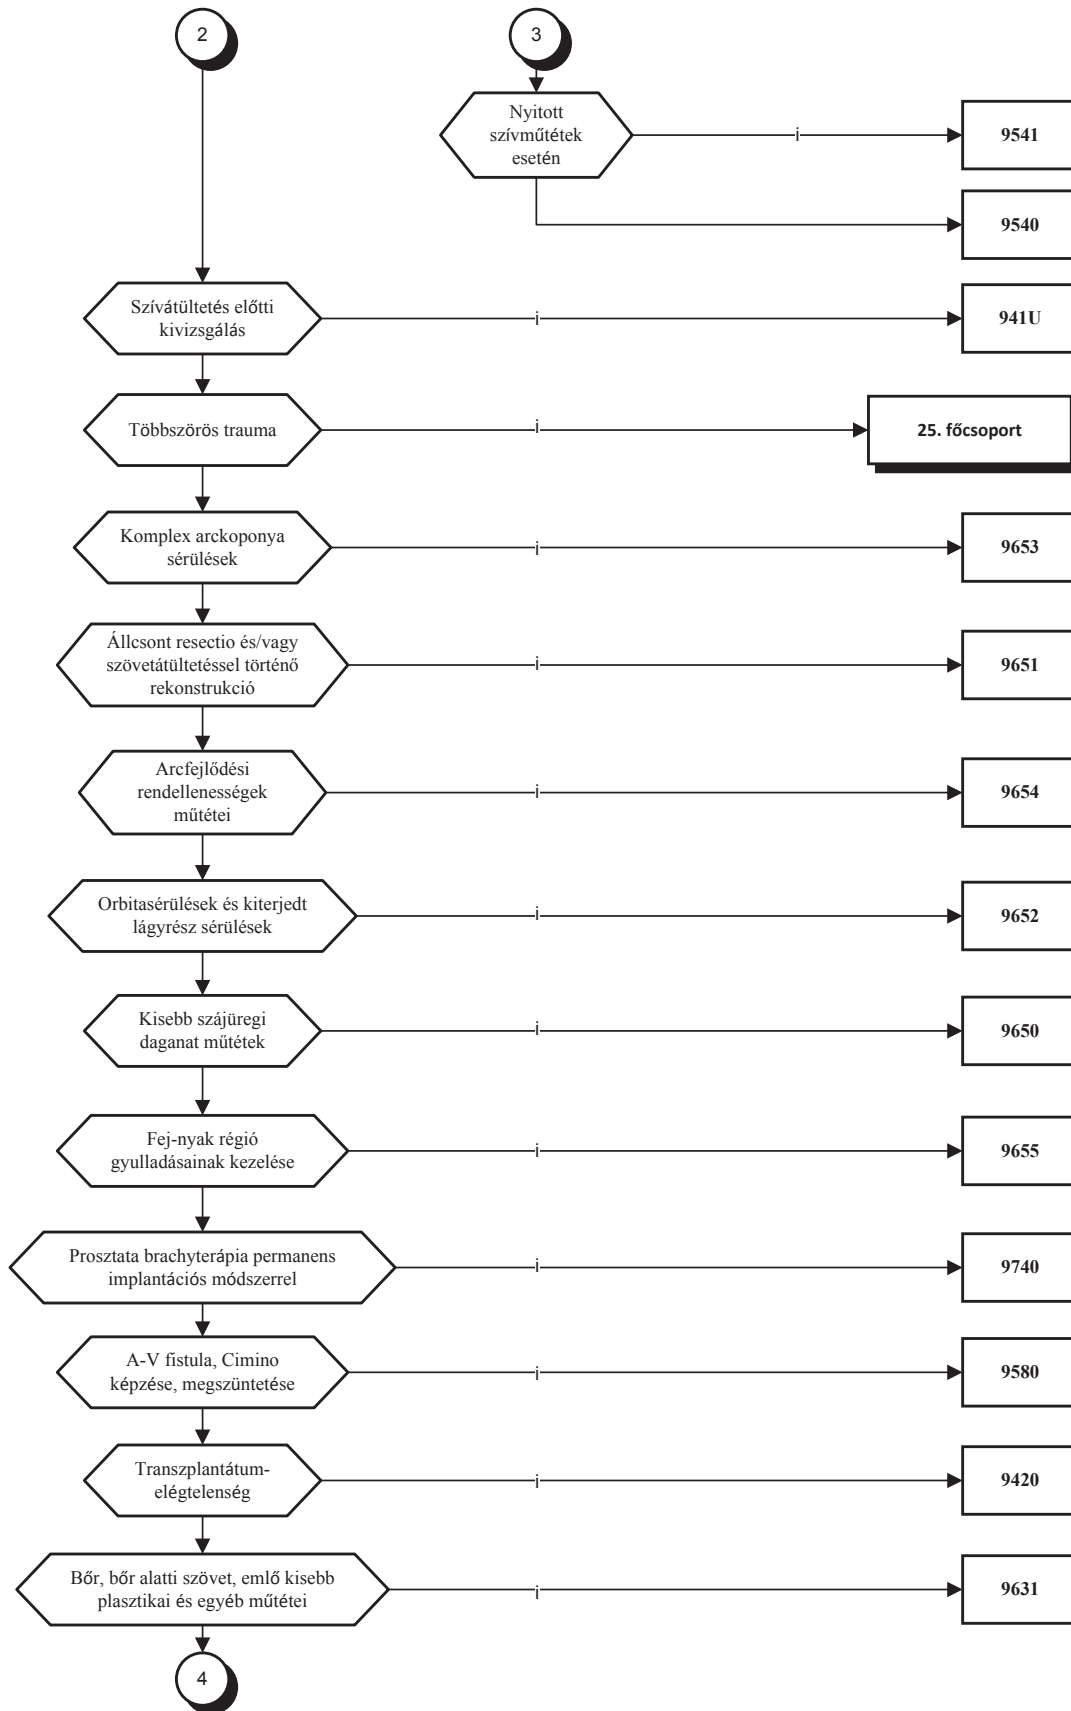 2
3
Nyitott
szívműtétek
esetén
i
9541
9540
Szívátültetés előtti
kivizsgálás
i
941U
Többszörös trauma
i
25. főcsoport
Komplex arckoponya
sérülések
i
9653
Állcsont resectio és/vagy
szövetátültetéssel történő
rekonstrukció
i
9651
Arcfejlődési
rendellenességek
műtétei
i
9654
Orbitasérülések és kiterjedt
lágyrész sérülések
i
9652
Kisebb szájüregi
daganat műtétek
i
9650
Fej-nyak régió
gyulladásainak kezelése
i
9655
Prosztata brachyterápia permanens
implantációs módszerrel
i
9740
A-V fistula, Cimino
képzése, megszüntetése
i
9580
Transzplantátum-
elégtelenség
i
9420
Bőr, bőr alatti szövet, emlő kisebb
plasztikai és egyéb műtétei
i
9631
4